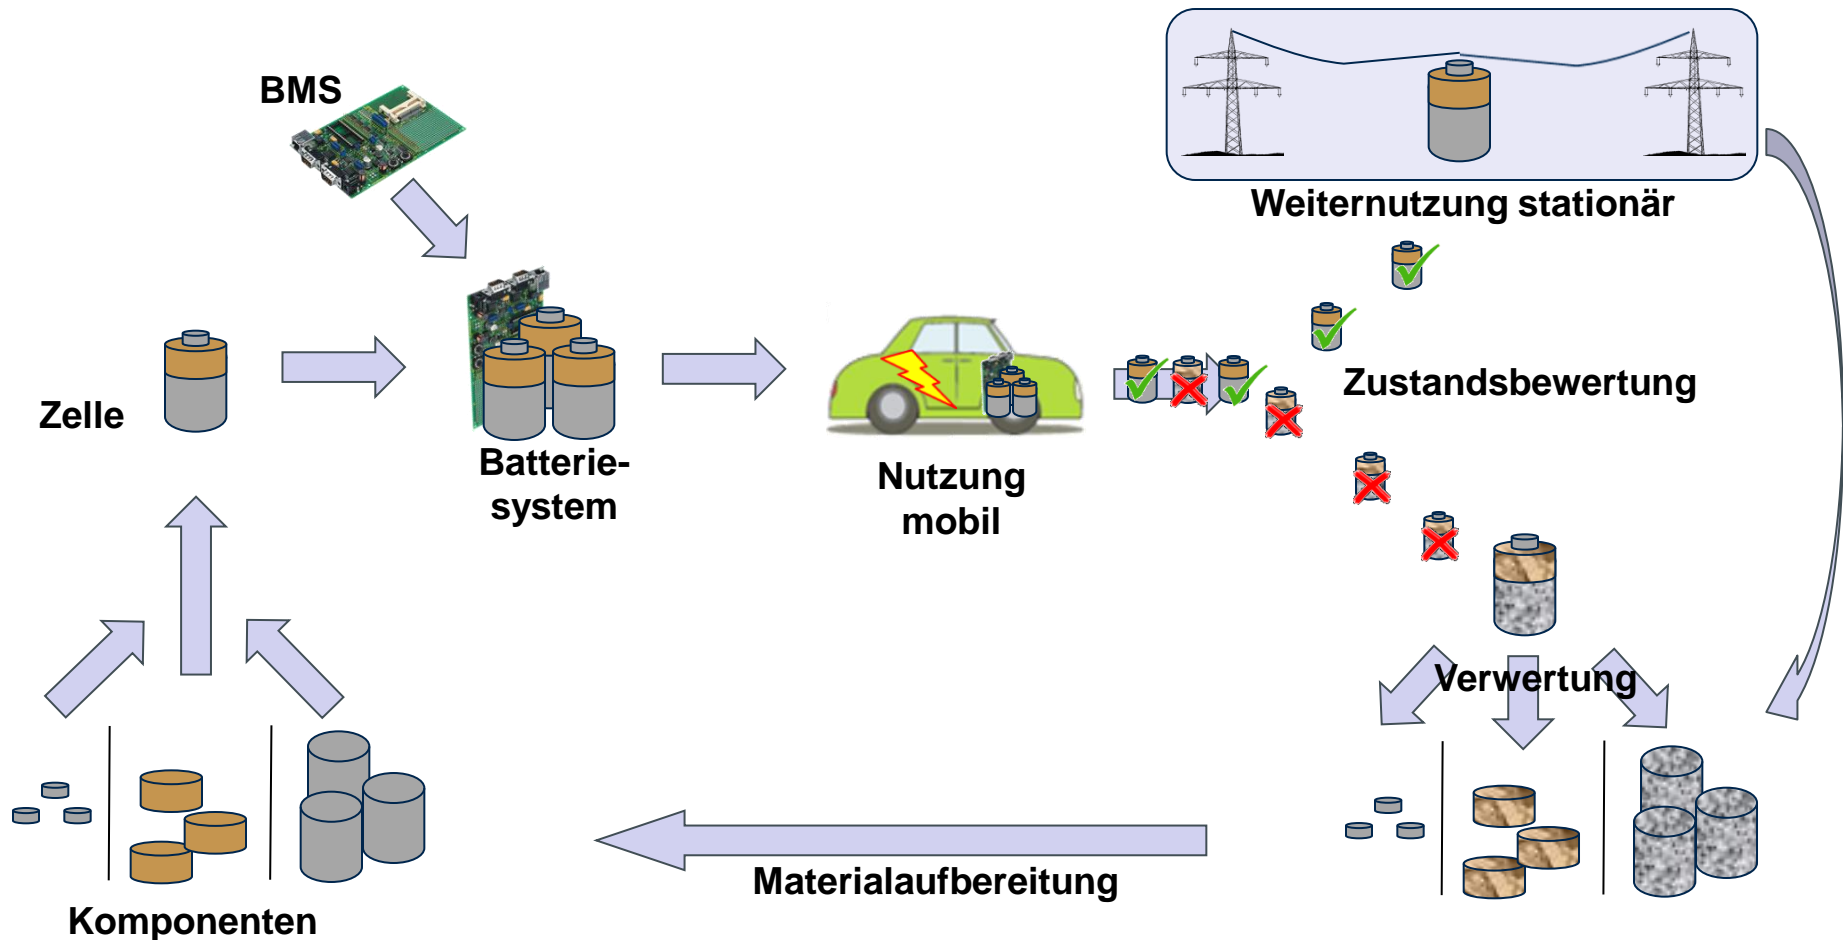 BMS
Weiternutzung stationär
Zustandsbewertung
Zelle
Batterie-
system
Nutzung
mobil
Verwertung
Materialaufbereitung
Komponenten